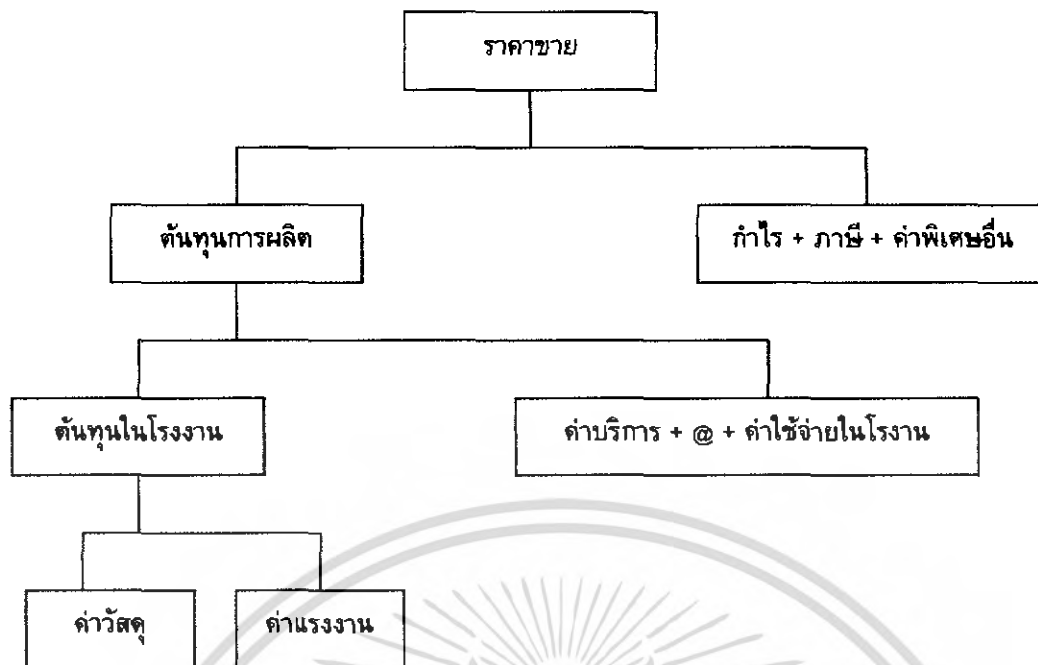 ราคาขาย
ต้นทุนการผลิต
กำไร + ภาษี + ค่าพิเศษอื่น
ต้นทุนในโรงงาน
ค่าบริการ + @ + ค่าใช้จ่ายในโรงาน
ค่าวัสดุ
ค่าแรงงาน